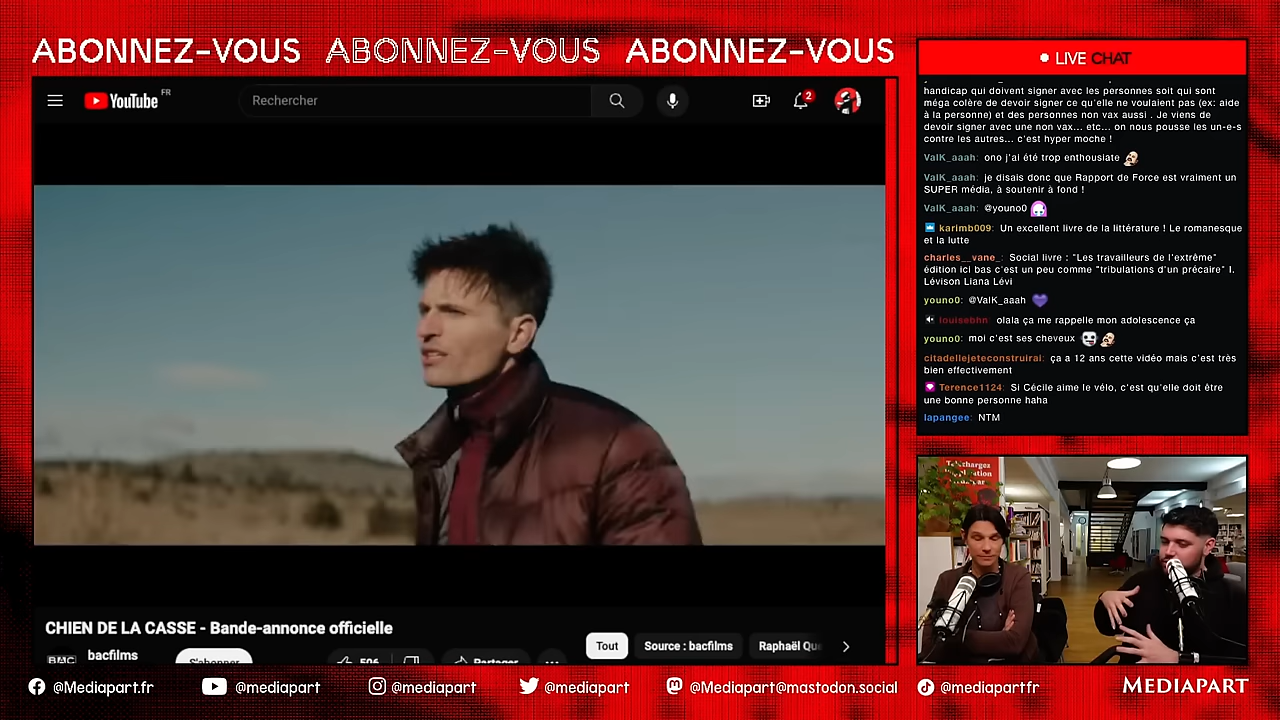 ABONNEZ-VOUS ABONNEZ-VOUS ABONNEZ-VOUS
YouTube FR
Rechercher
2
CHIEN DE LA CASSE - Bande-annonce officielle
bacfilms
S'abonner
506
Partager
Tout
Source : bacfilms
Raphaël
LIVE CHAT
handicap qui doivent signer avec les personnes soit qui sont
méga colère de devoir signer ce qu'elle ne voulaient pas (ex: aide
à la personne) et des personnes non vax aussi . Je viens de
devoir signer avec une non vax... etc... on nous pousse les un-e-s
contre les autres... c'est hyper moche !
ValK_aaah: ono j'ai été trop enthousiate
ValK_aaah: je disais donc que Rapport de Force est vraiment un
SUPER média, à soutenir à fond !
ValK_aaah: @youno0
karimb009: Un excellent livre de la littérature ! Le romanesque
et la lutte
charles__vane_: Social livre : "Les travailleurs de l'extrême"
édition ici bas c'est un peu comme "tribulations d'un précaire" I.
Lévison Liana Lévi
youno0: @ValK_aaah
louisebhn: olala ça me rappelle mon adolescence ça
youno0: moi c'est ses cheveux
citadellejeteconstruirai: ça a 12 ans cette vidéo mais c'est très
bien effectivement
Terence1124: Si Cécile aime le vélo, c'est qu'elle doit être
une bonne personne haha
lapangee: NTM
Téléchargez
@Mediapart.fr
@mediapart
@mediapart
@mediapart
@Mediapart@mastodon.social
@mediapartfr
MEDIAPART